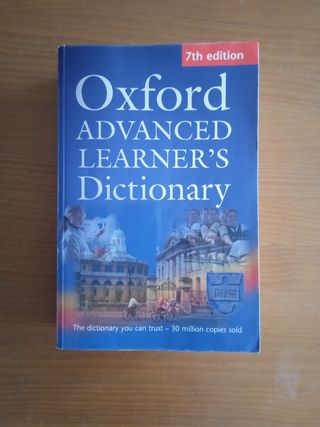 7th edition
Oxford
ADVANCED
LEARNER'S
Dictionary
The dictionary you can trust – 30 million copies sold